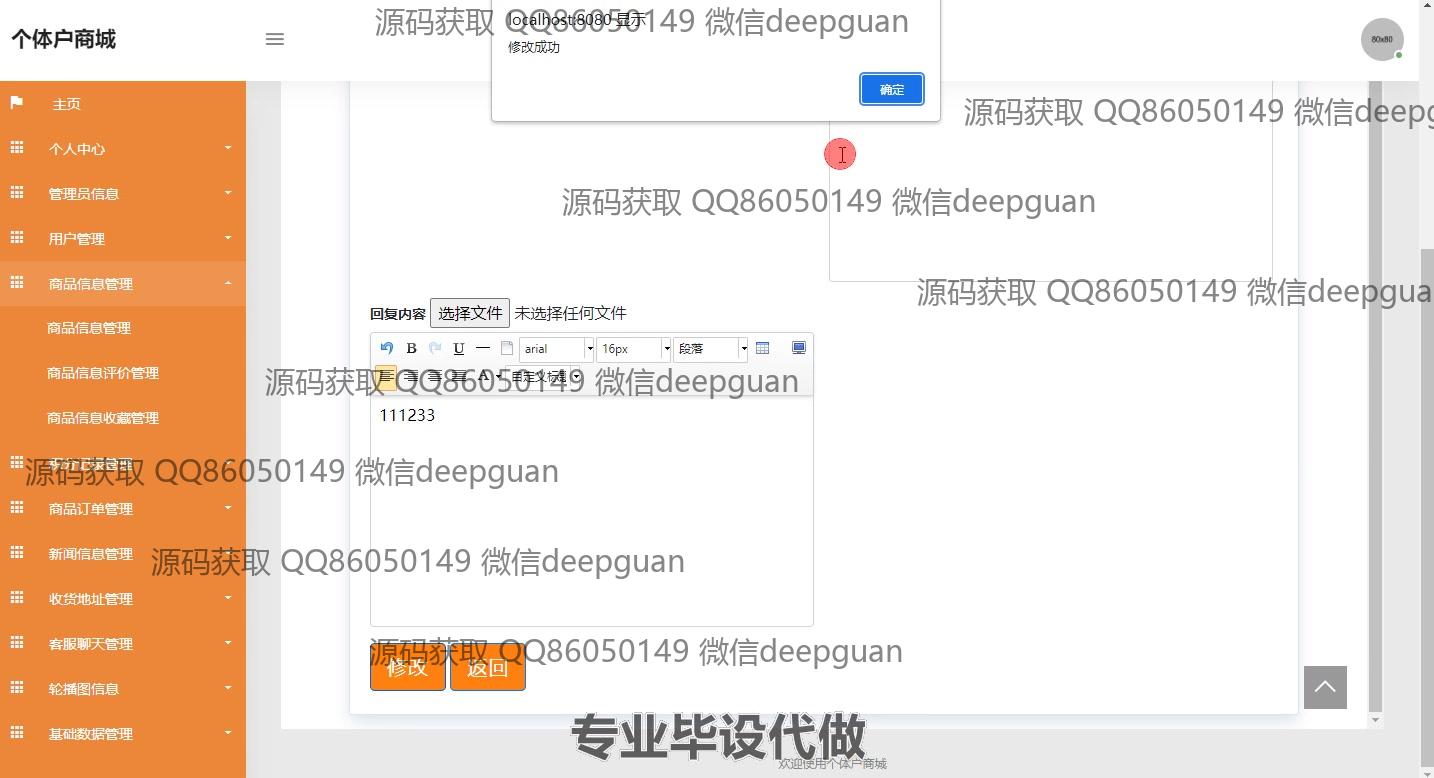 个体户商城
localhost:8080 显示
修改成功
确定
80x80
源码获取 QQ86050149 微信deepguan
源码获取 QQ86050149 微信deepg
源码获取 QQ86050149 微信deepguan
源码获取 QQ86050149 微信deepgua
主页
个人中心
管理员信息
用户管理
商品信息管理
商品信息管理
商品信息评价管理
商品信息收藏管理
积分记录管理
商品订单管理
新闻信息管理
收货地址管理
客服聊天管理
轮播图信息
基础数据管理
回复内容 选择文件 未选择任何文件
B U arial 16px 段落
A 自定义标题
源码获取 QQ86050149 微信deepguan
111233
源码获取 QQ86050149 微信deepguan
源码获取 QQ86050149 微信deepguan
源码获取 QQ86050149 微信deepguan
修改 返回
专业毕设代做
欢迎使用个体户商城